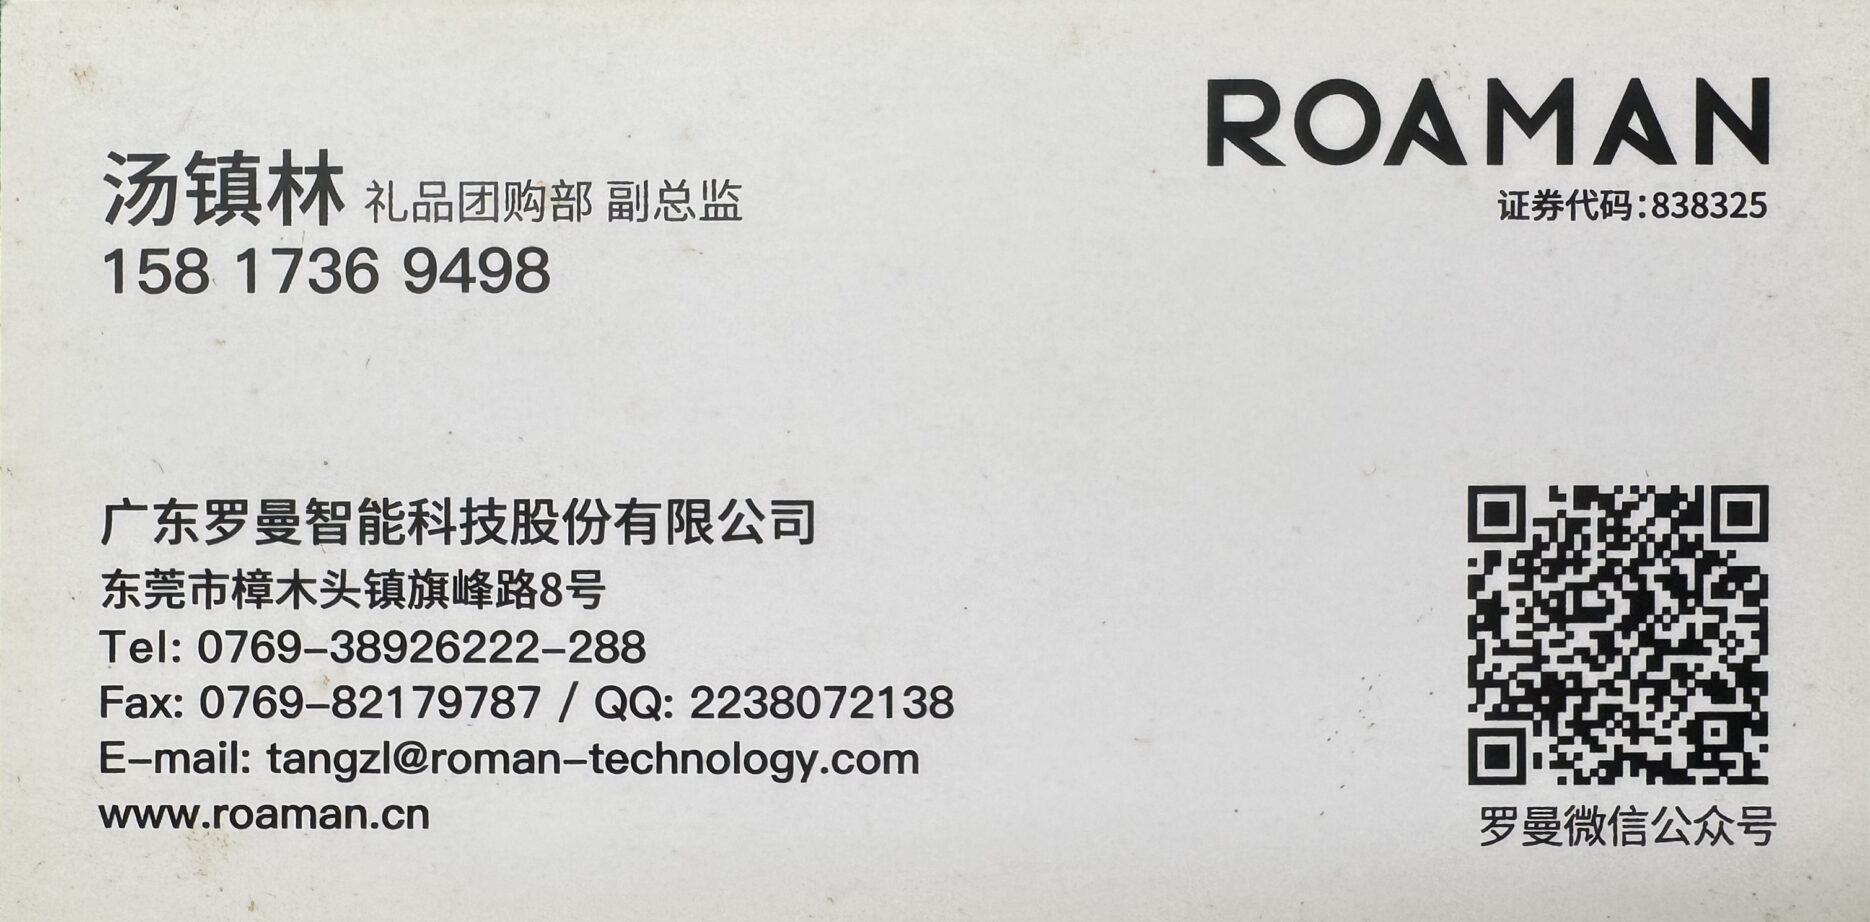 ROAMAN
证券代码:838325
汤镇林 礼品团购部 副总监
158 1736 9498
广东罗曼智能科技股份有限公司
东莞市樟木头镇旗峰路8号
Tel: 0769-38926222-288
Fax: 0769-82179787 / QQ: 2238072138
E-mail: tangzl@roman-technology.com
www.roaman.cn
罗曼微信公众号